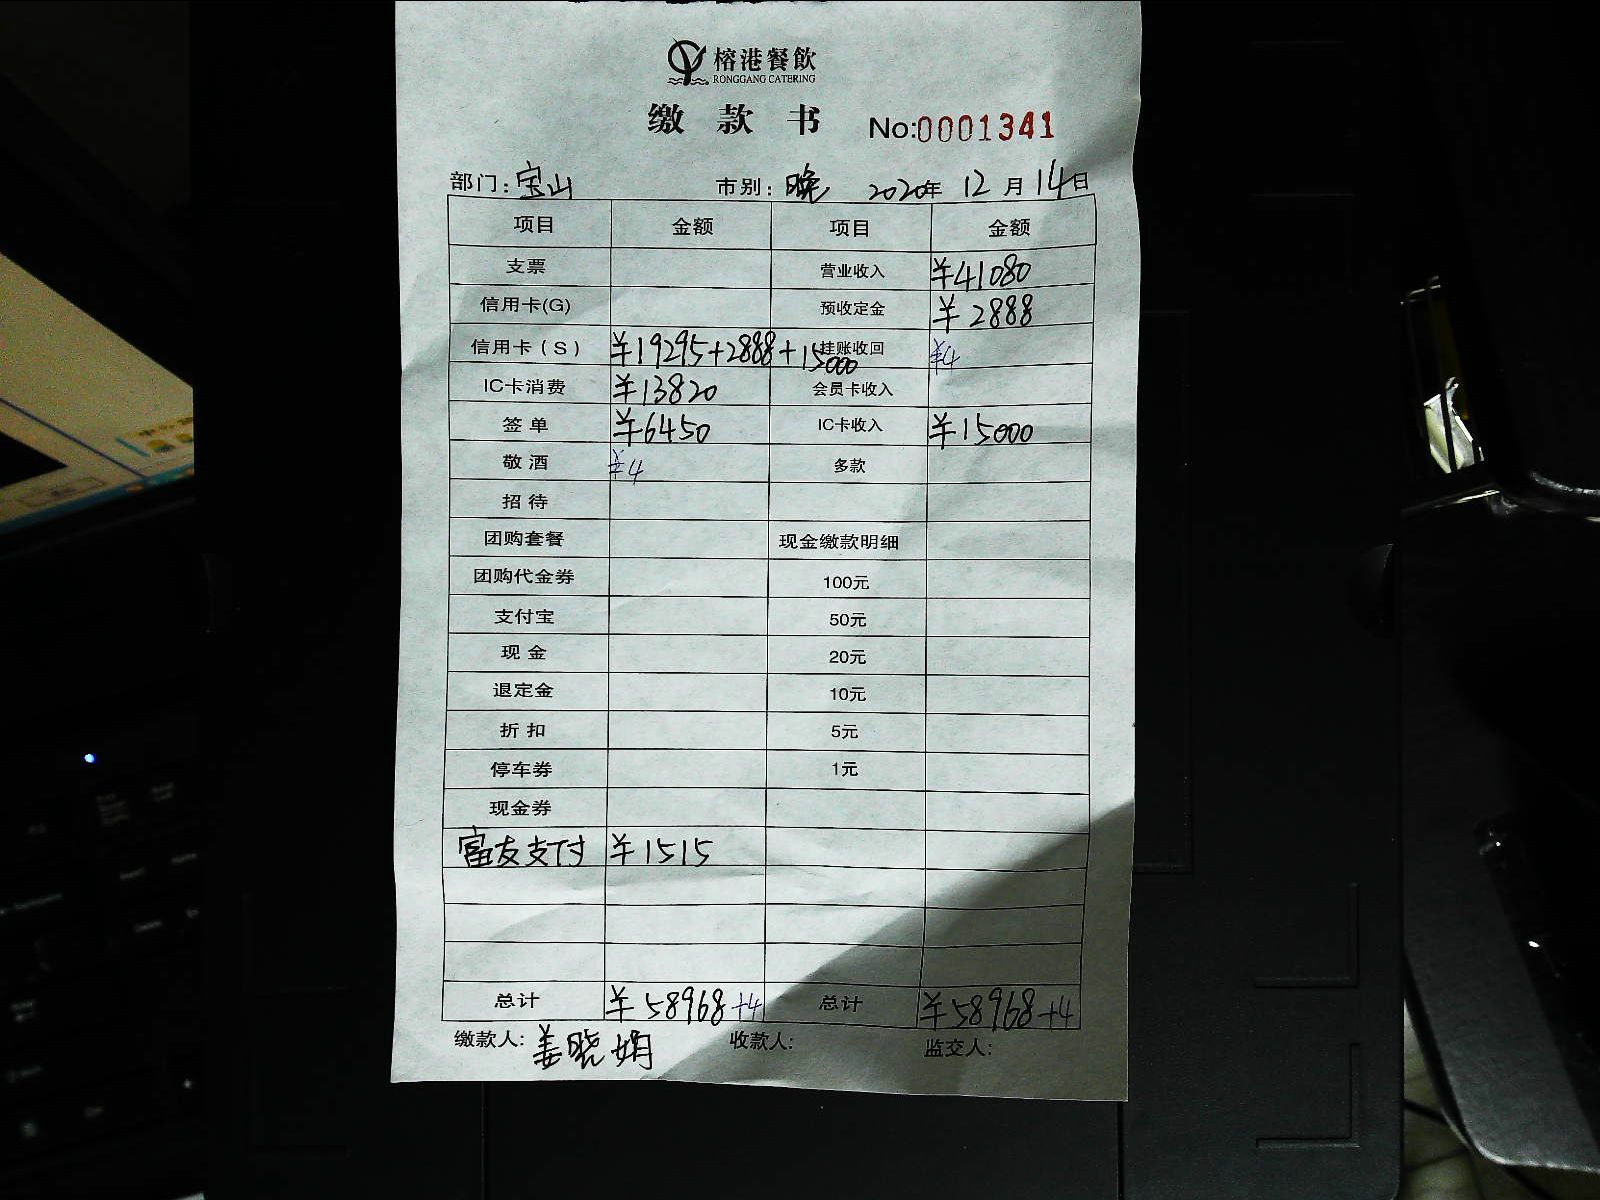 榕港餐飲
RONGGANG CATERING
缴 款 书 No:0001341
部门：宝山 市别：晚 2020年 12 月 14日
项目 金额 项目 金额
支票 营业收入 ¥41080
信用卡(G) 预收定金 ¥2888
信用卡（S） ¥19295+2888+15000 挂账收回 ¥4
IC卡消费 ¥13820 会员卡收入
签 单 ¥6450 IC卡收入 ¥15000
敬 酒 ¥4 多款
招 待
团购套餐 现金缴款明细
团购代金券 100元
支付宝 50元
现 金 20元
退定金 10元
折 扣 5元
停车券 1元
现金券
富友支付 ¥1515
总计 ¥58968+4 总计 ¥58968+4
缴款人：姜晓娟 收款人： 监交人：